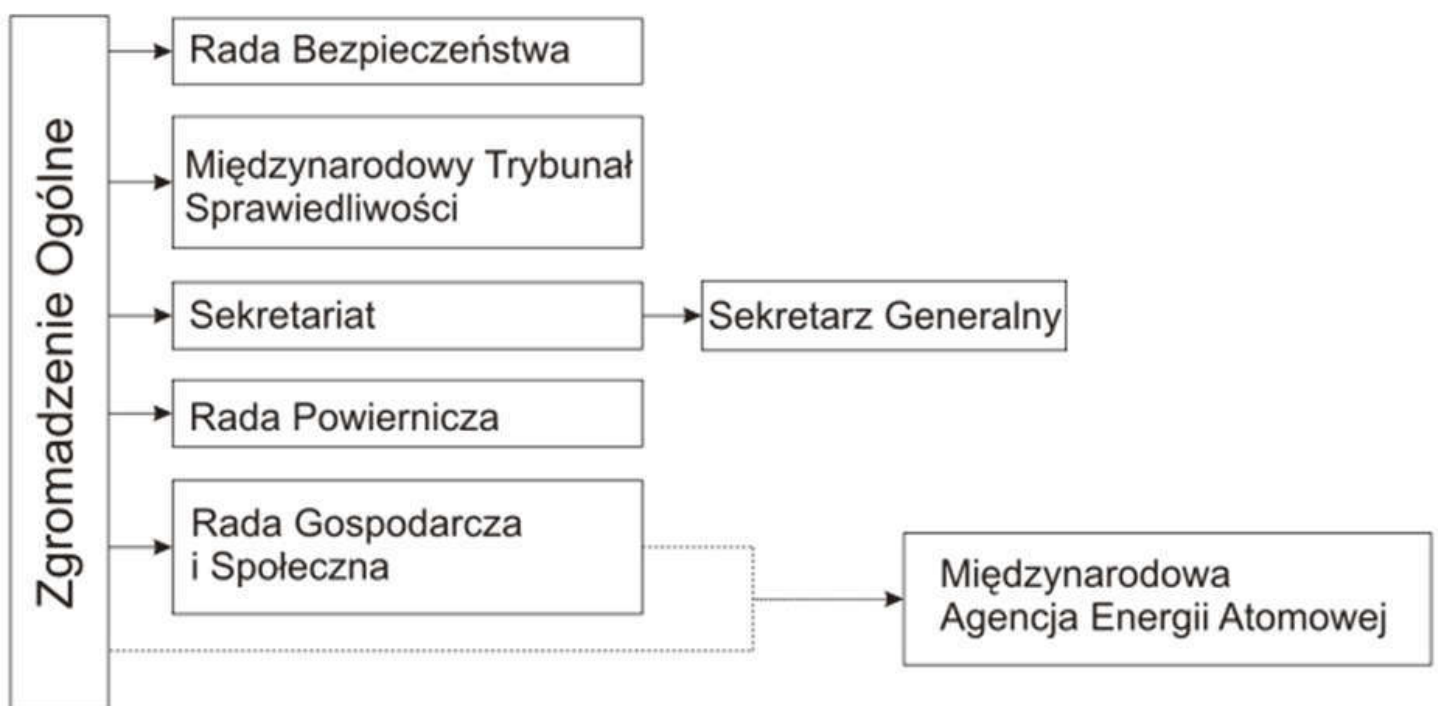 Zgromadzenie Ogólne
Rada Bezpieczeństwa
Międzynarodowy Trybunał
Sprawiedliwości
Sekretariat
Sekretarz Generalny
Rada Powiernicza
Rada Gospodarcza
i Społeczna
Międzynarodowa
Agencja Energii Atomowej